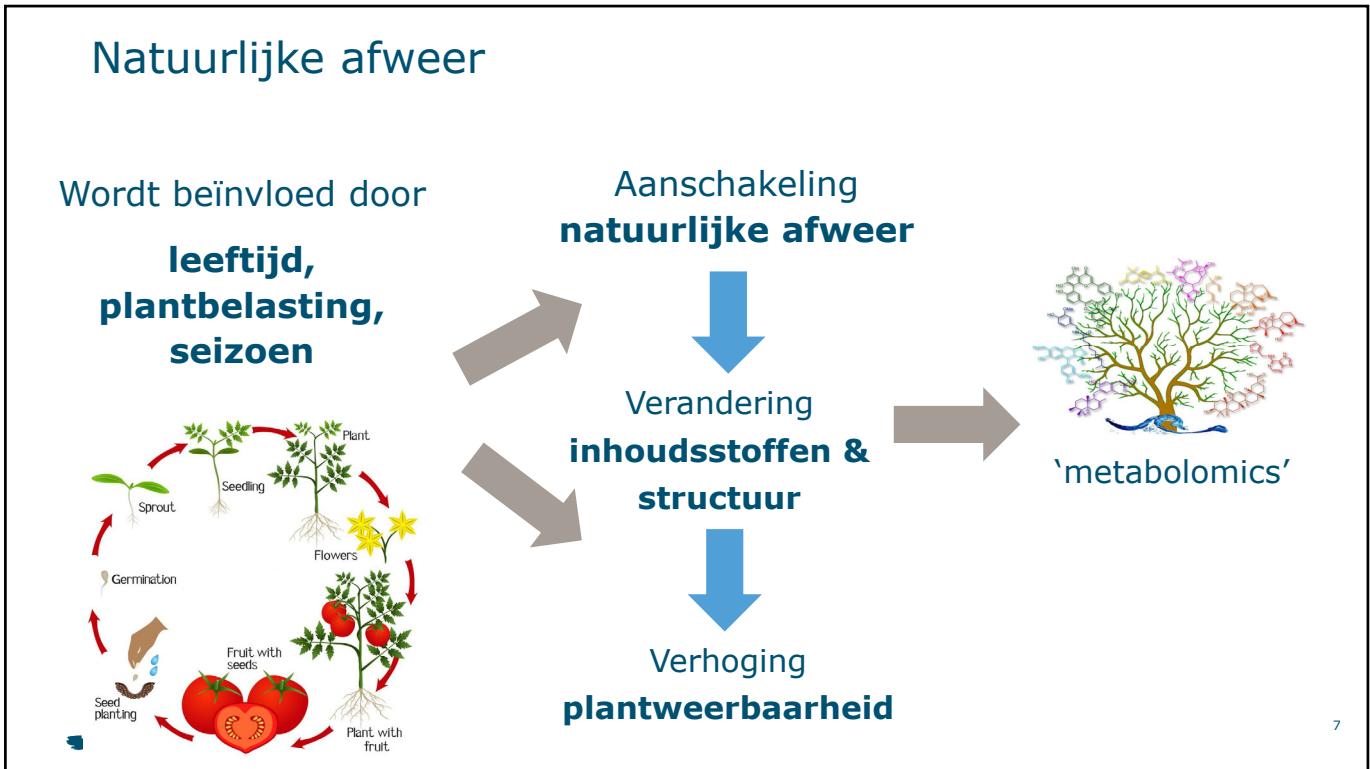 Natuurlijke afweer
Wordt beïnvloed door
leeftijd,
plantbelasting,
seizoen
Plant
Seedling
Sprout
Flowers
Germination
Fruit with
seeds
Seed
planting
Plant with
fruit
Aanschakeling
natuurlijke afweer
Verandering
inhoudsstoffen &
structuur
Verhoging
plantweerbaarheid
‘metabolomics’
7